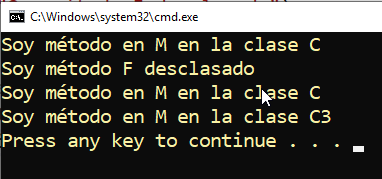 C:\Windows\system32\cmd.exe
Soy método en M en la clase C
Soy método F desclasado
Soy método en M en la clase C
Soy método en M en la clase C3
Press any key to continue . . .